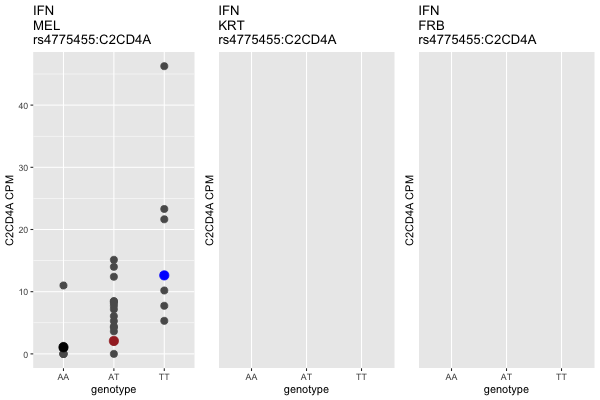 IFN
MEL
rs4775455:C2CD4A
C2CD4A CPM
40
30
20
10
0
AA AT TT
genotype
IFN
KRT
rs4775455:C2CD4A
C2CD4A CPM
AA AT TT
genotype
IFN
FRB
rs4775455:C2CD4A
C2CD4A CPM
AA AT TT
genotype